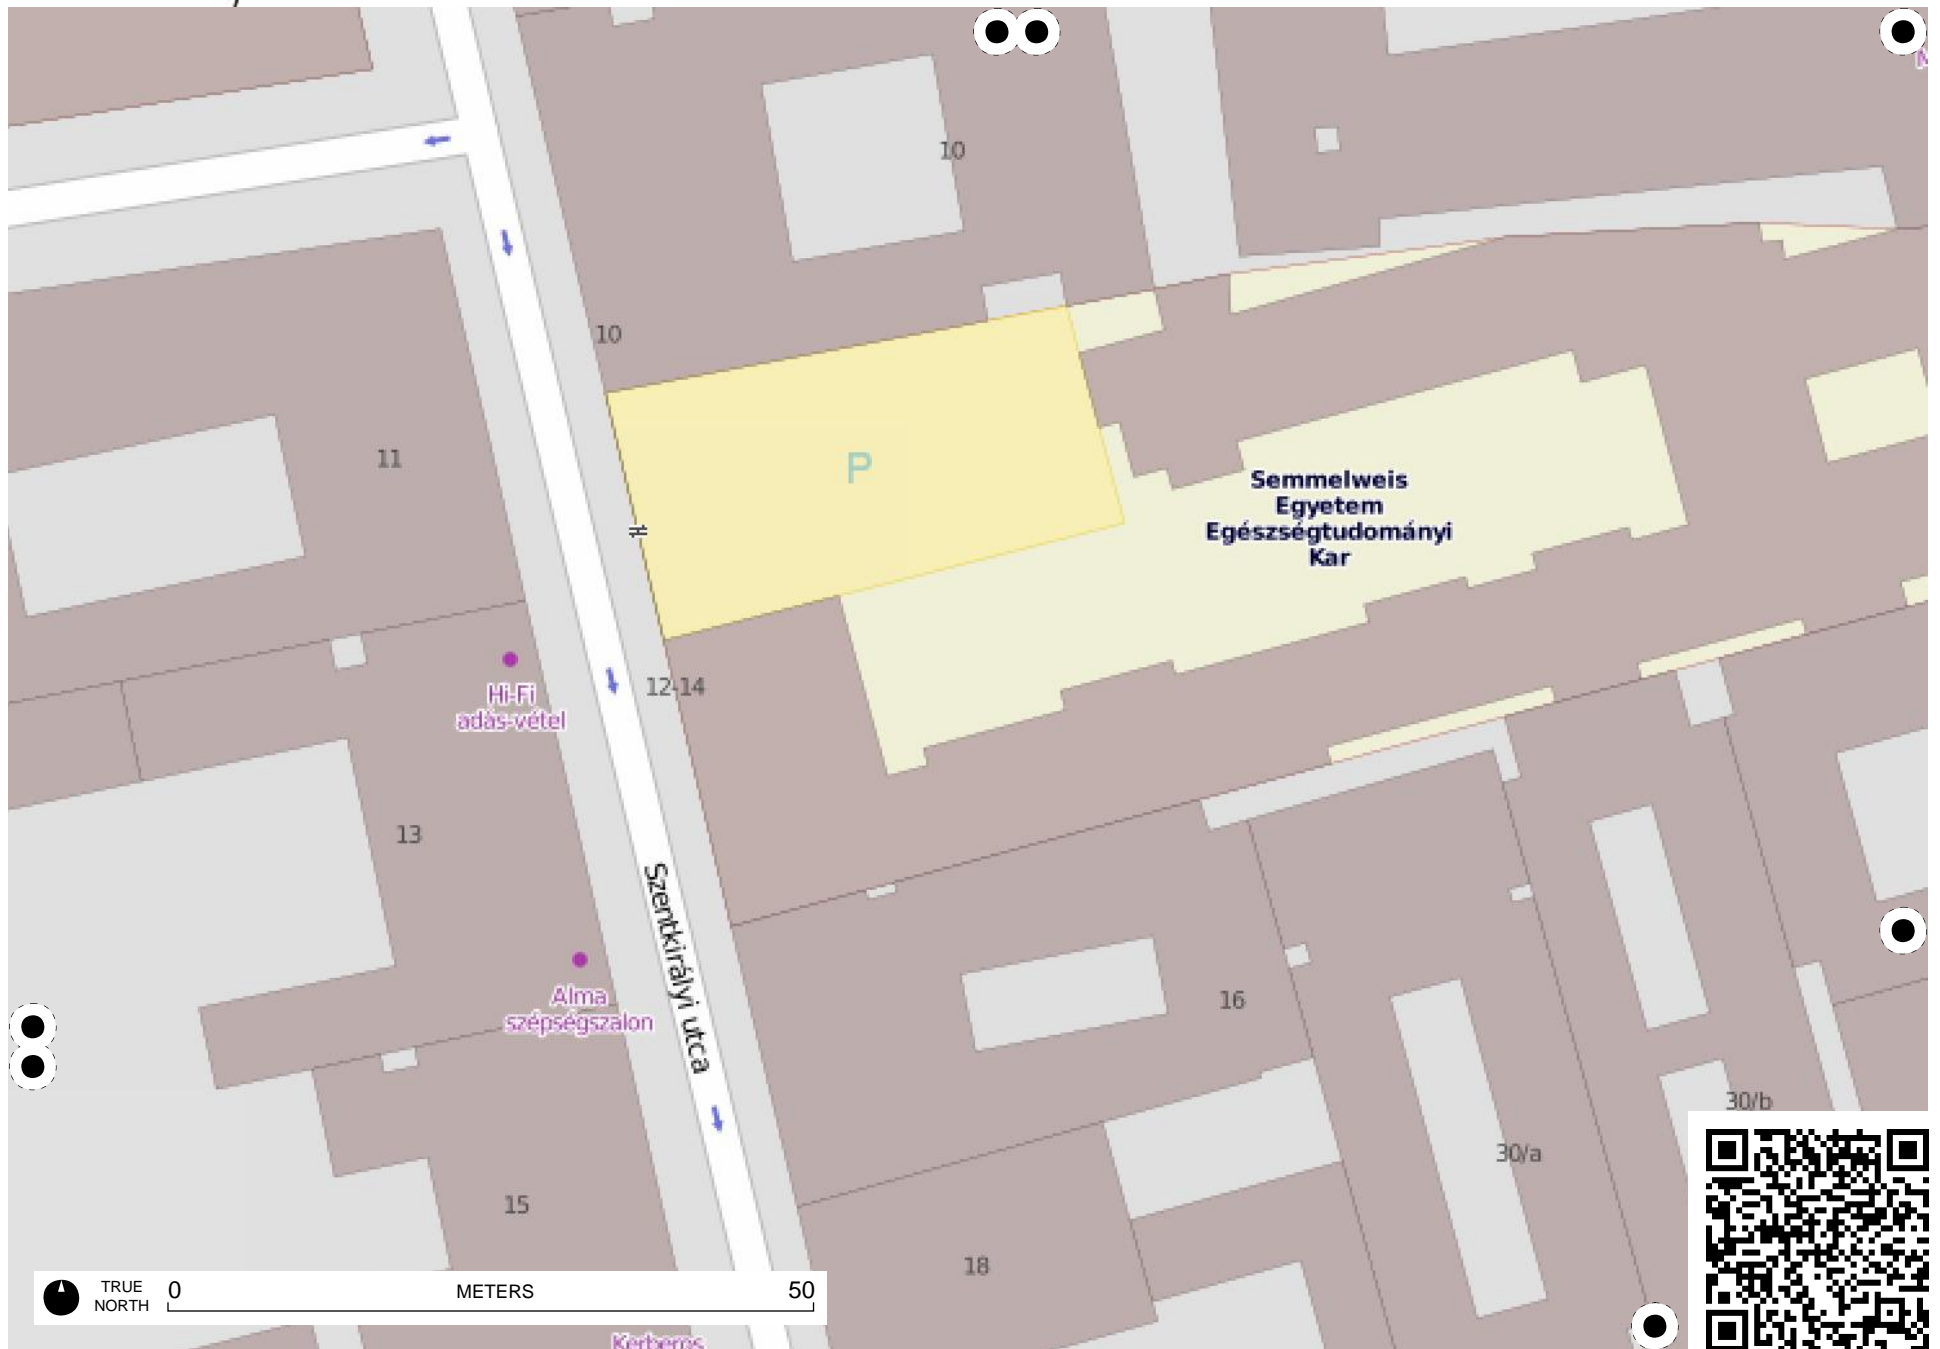 10
10
11
P
Semmelweis
Egyetem
Egészségtudományi
Kar
12-14
Hi-Fi
adás-vétel
13
Szentkirályi utca
Alma
szépségszalon
16
30/b
30/a
15
18
TRUE
NORTH
0
METERS
50
Kerberos